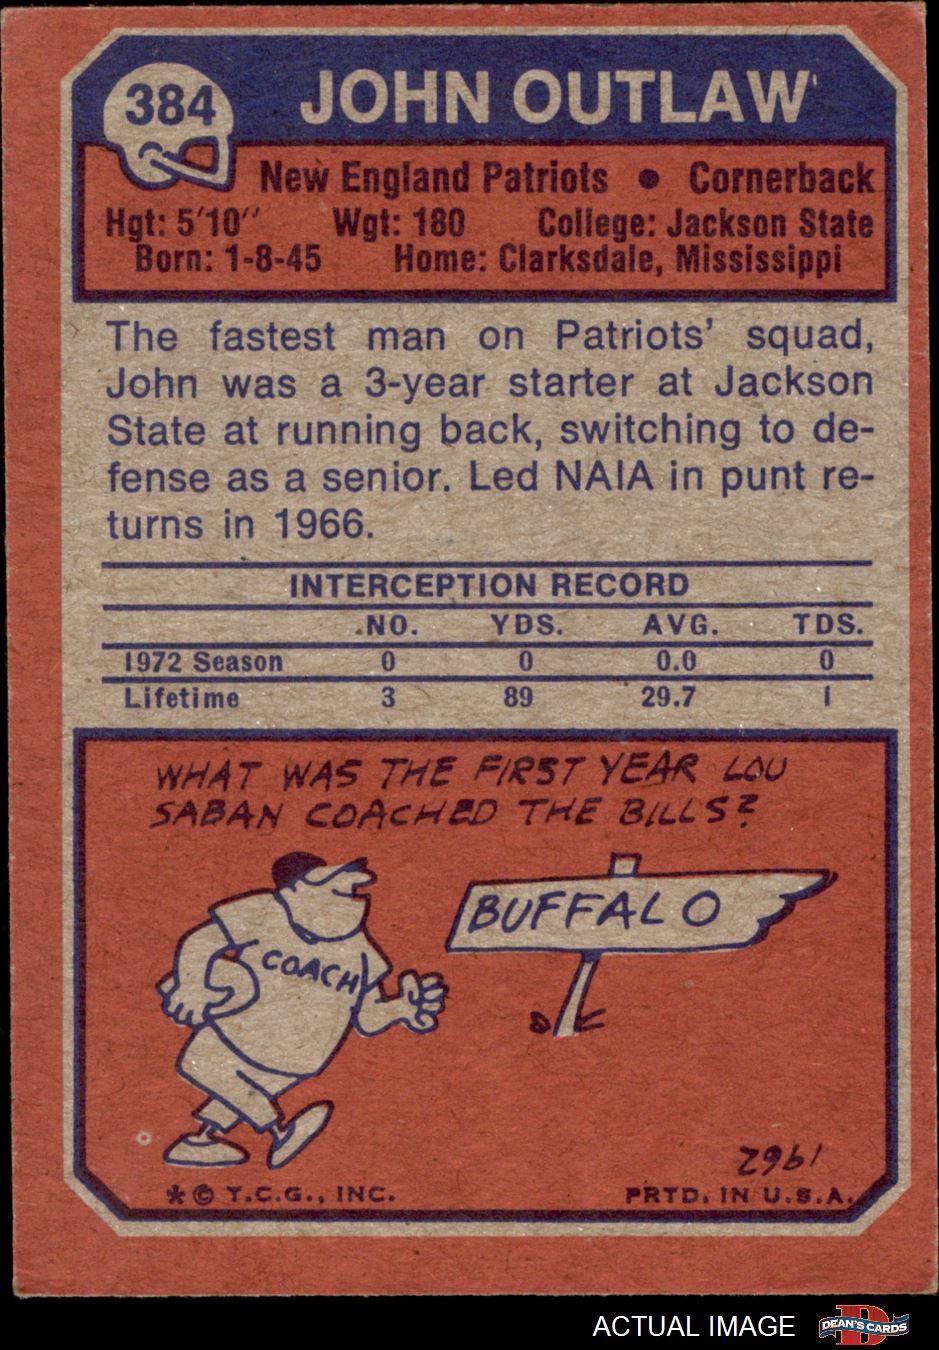 384
JOHN OUTLAW
New England Patriots • Cornerback
Hgt: 5'10" Wgt: 180 College: Jackson State
Born: 1-8-45 Home: Clarksdale, Mississippi
The fastest man on Patriots' squad,
John was a 3-year starter at Jackson
State at running back, switching to de-
fense as a senior. Led NAIA in punt re-
turns in 1966.
INTERCEPTION RECORD
NO. YDS. AVG. TDS.
1972 Season 0 0 0.0 0
Lifetime 3 89 29.7 1
WHAT WAS THE FIRST YEAR LOU
SABAN COACHED THE BILLS?
BUFFALO
COACH
1962
* © T.C.G., INC. PRTD. IN U.S.A.
ACTUAL IMAGE
DEAN'S CARDS